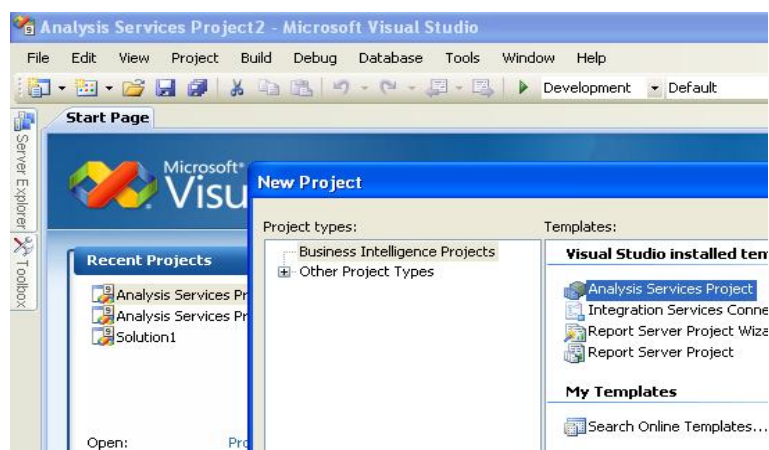 Analysis Services Project2 - Microsoft Visual Studio
File Edit View Project Build Debug Database Tools Window Help
Development Default
Server Explorer
Toolbox
Start Page
Microsoft®
Visu
New Project
Project types:
Business Intelligence Projects
Other Project Types
Templates:
Visual Studio installed tem
Analysis Services Project
Integration Services Conne
Report Server Project Wiza
Report Server Project
My Templates
Search Online Templates...
Recent Projects
Analysis Services Pr
Analysis Services Pr
Solution1
Open: Pro